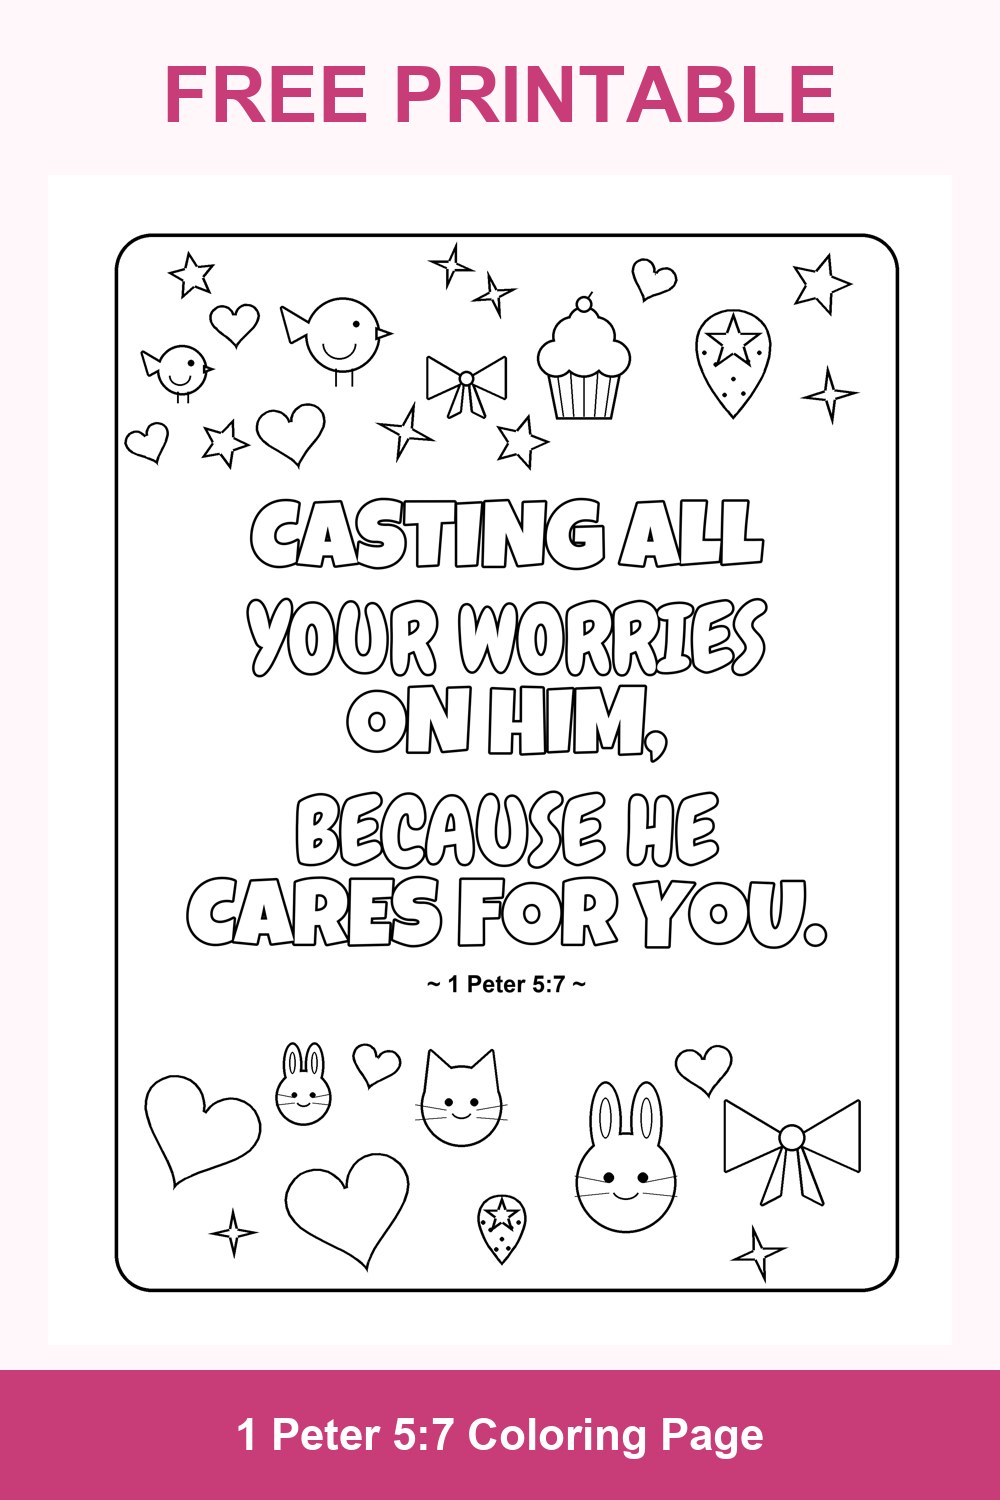 FREE PRINTABLE
CASTING ALL
YOUR WORRIES
ON HIM,
BECAUSE HE
CARES FOR YOU.
~ 1 Peter 5:7 ~
1 Peter 5:7 Coloring Page